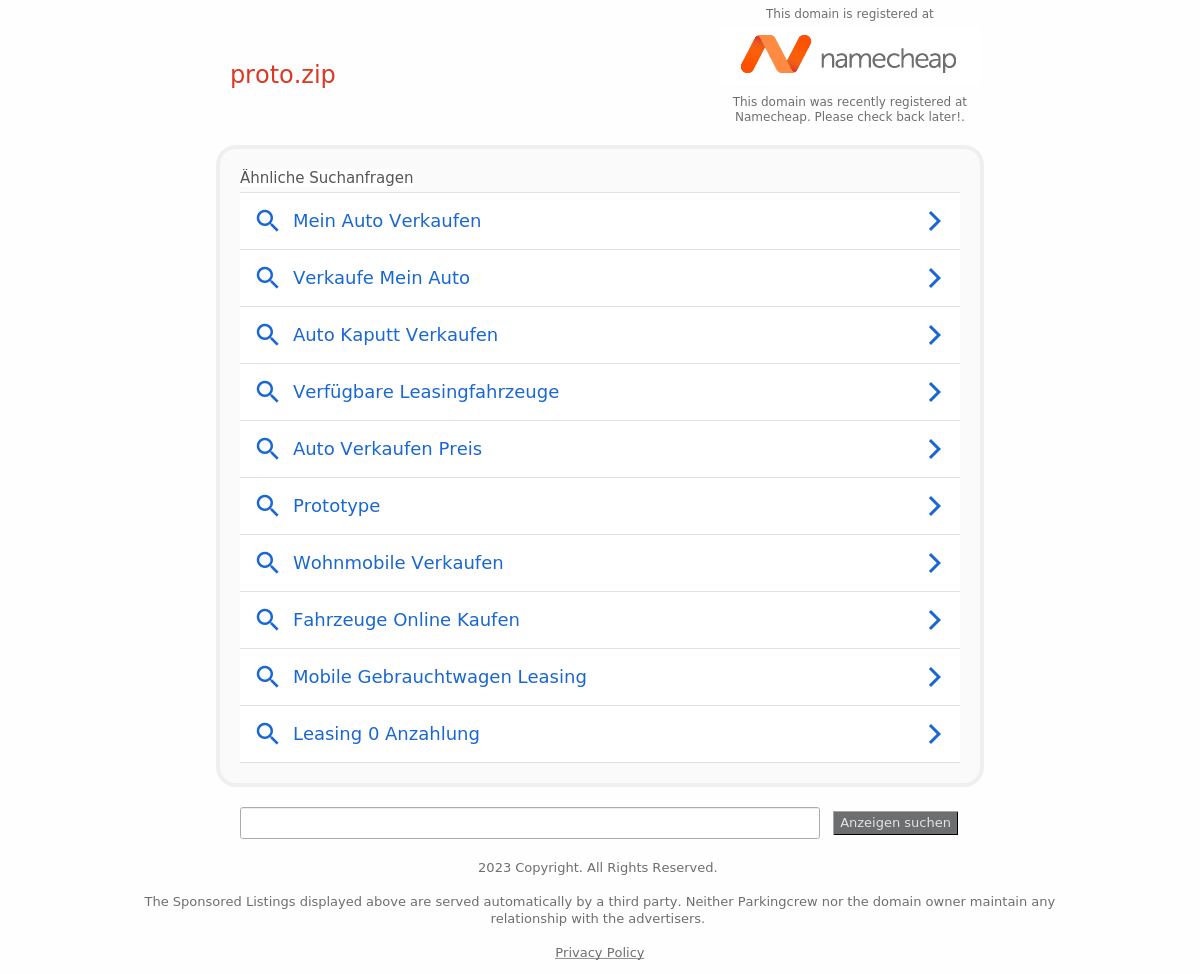 This domain is registered at
namecheap
proto.zip
This domain was recently registered at
Namecheap. Please check back later!.
Ähnliche Suchanfragen
Mein Auto Verkaufen
Verkaufe Mein Auto
Auto Kaputt Verkaufen
Verfügbare Leasingfahrzeuge
Auto Verkaufen Preis
Prototype
Wohnmobile Verkaufen
Fahrzeuge Online Kaufen
Mobile Gebrauchtwagen Leasing
Leasing 0 Anzahlung
Anzeigen suchen
2023 Copyright. All Rights Reserved.
The Sponsored Listings displayed above are served automatically by a third party. Neither Parkingcrew nor the domain owner maintain any
relationship with the advertisers.
Privacy Policy